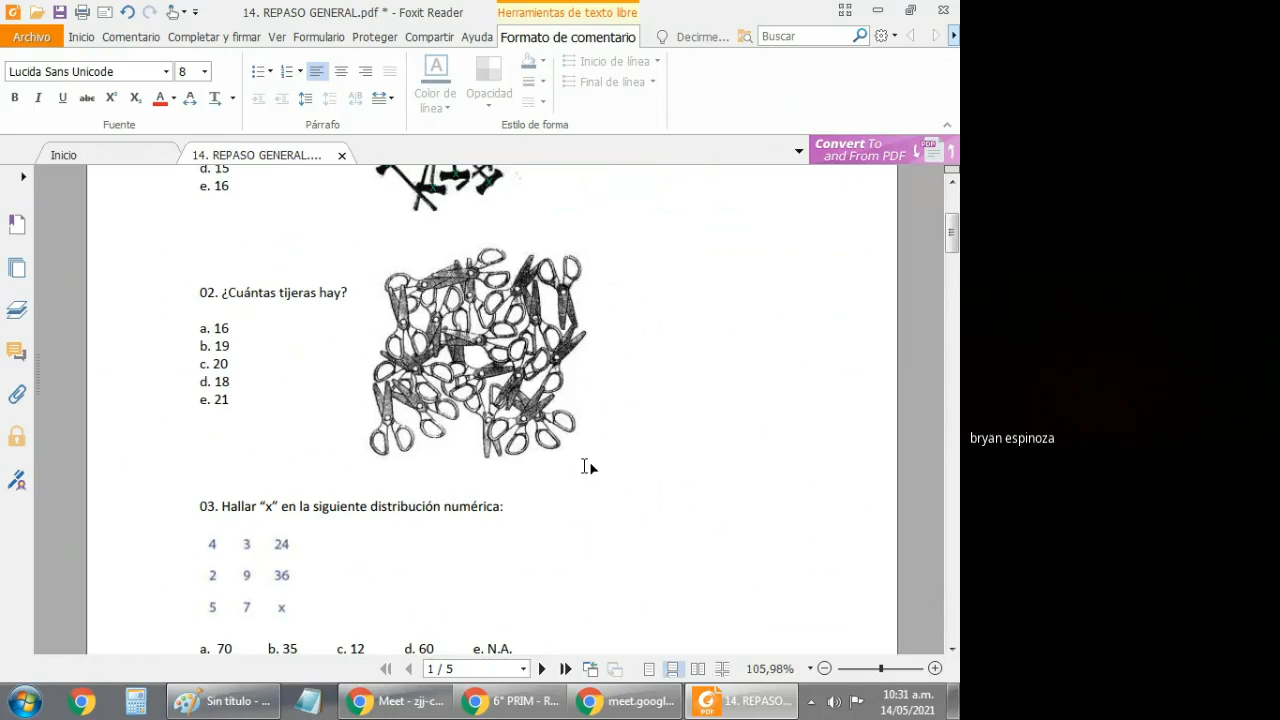 14. REPASO GENERAL.pdf * - Foxit Reader
Herramientas de texto libre
Archivo Inicio Comentario Completar y firmar Ver Formulario Proteger Compartir Ayuda Formato de comentario Decirme... Buscar
Lucida Sans Unicode 8
Color de línea
Opacidad
Inicio de línea
Final de línea
Fuente Párrafo Estilo de forma
Inicio
14. REPASO GENERAL....
Convert To
and From PDF
PDF
d. 15
e. 16
02. ¿Cuántas tijeras hay?
a. 16
b. 19
c. 20
d. 18
e. 21
03. Hallar “x” en la siguiente distribución numérica:
4 3 24
2 9 36
5 7 x
a. 70 b. 35 c. 12 d. 60 e. N.A.
1 / 5
105,98%
Sin título - ...
Meet - zjj-c...
6° PRIM - R...
meet.googl...
PDF
14. REPASO...
10:31 a.m.
14/05/2021
bryan espinoza